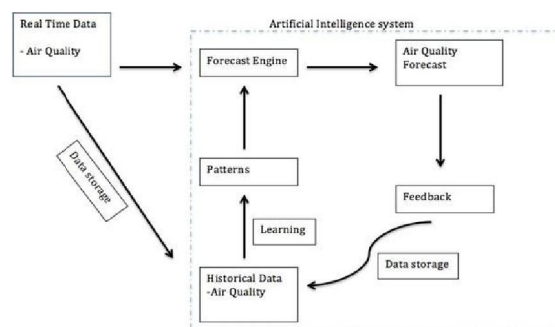 Artificial Intelligence system
Real Time Data
- Air Quality
Forecast Engine
Air Quality
Forecast
Data storage
Patterns
Feedback
Learning
Data storage
Historical Data
-Air Quality